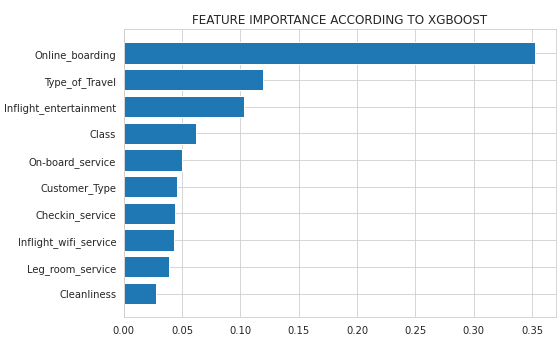 FEATURE IMPORTANCE ACCORDING TO XGBOOST
Online_boarding
Type_of_Travel
Inflight_entertainment
Class
On-board_service
Customer_Type
Checkin_service
Inflight_wifi_service
Leg_room_service
Cleanliness
0.00 0.05 0.10 0.15 0.20 0.25 0.30 0.35